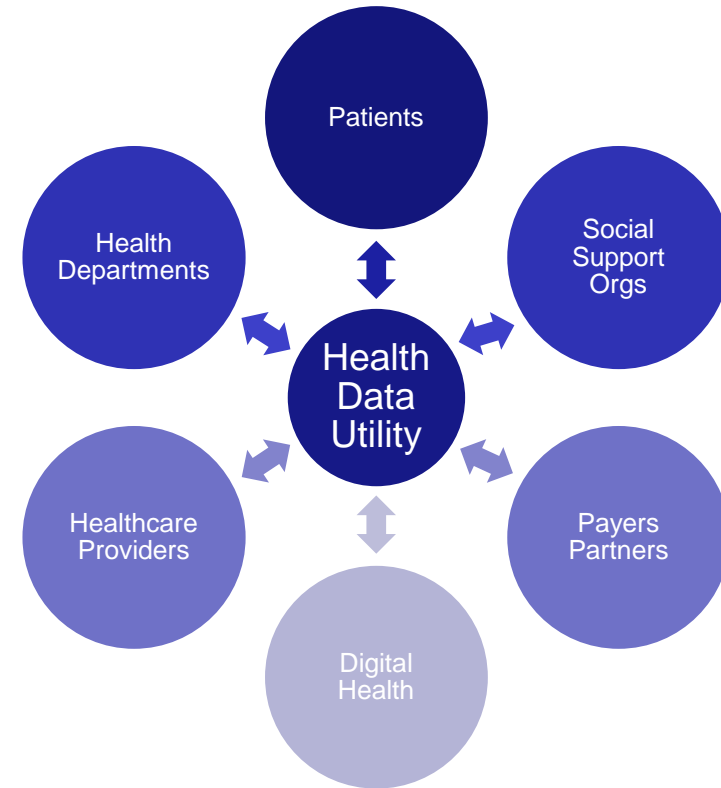 Patients
Health
Departments
Social
Support
Orgs
Health
Data
Utility
Healthcare
Providers
Payers
Partners
Digital
Health